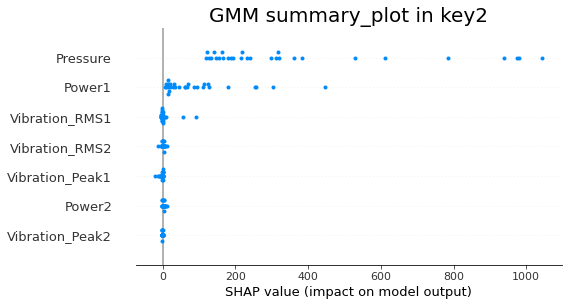 GMM summary_plot in key2
Pressure
Power1
Vibration_RMS1
Vibration_RMS2
Vibration_Peak1
Power2
Vibration_Peak2
0 200 400 600 800 1000
SHAP value (impact on model output)